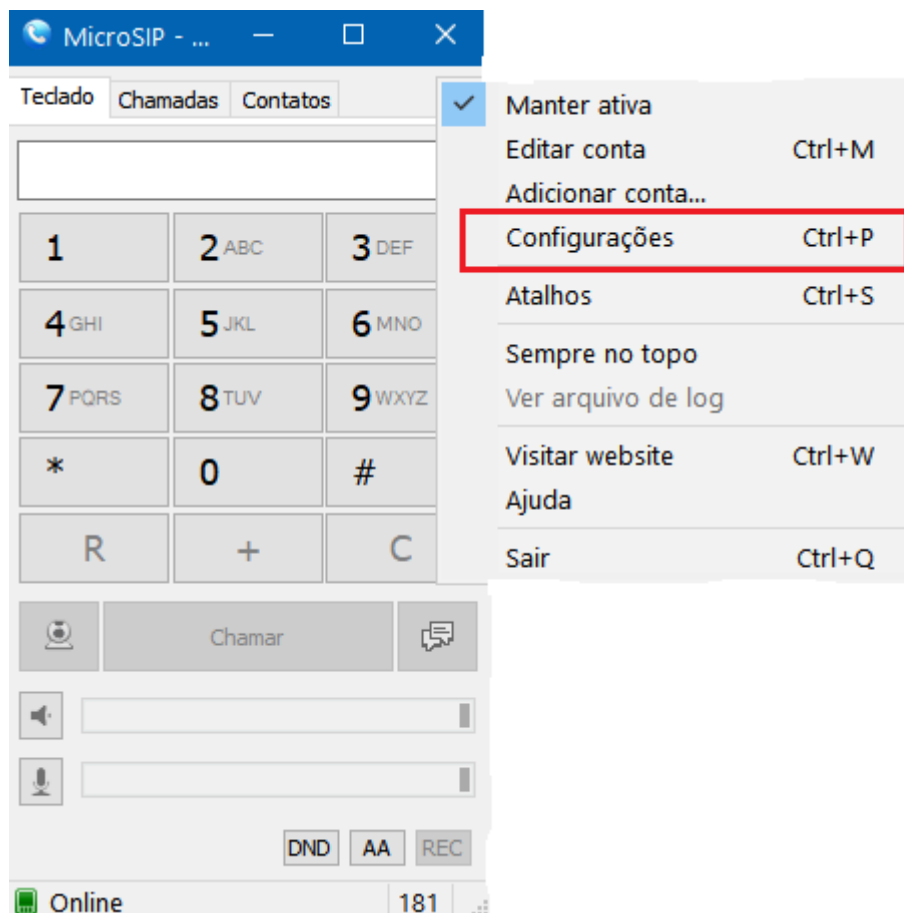 MicroSIP - ...
Teclado Chamadas Contatos
Manter ativa
Editar conta Ctrl+M
Adicionar conta...
Configurações Ctrl+P
Atalhos Ctrl+S
Sempre no topo
Ver arquivo de log
Visitar website Ctrl+W
Ajuda
Sair Ctrl+Q
1 2 ABC 3 DEF
4 GHI 5 JKL 6 MNO
7 PQRS 8 TUV 9 WXYZ
* 0 #
R + C
Chamar
DND AA REC
Online 181